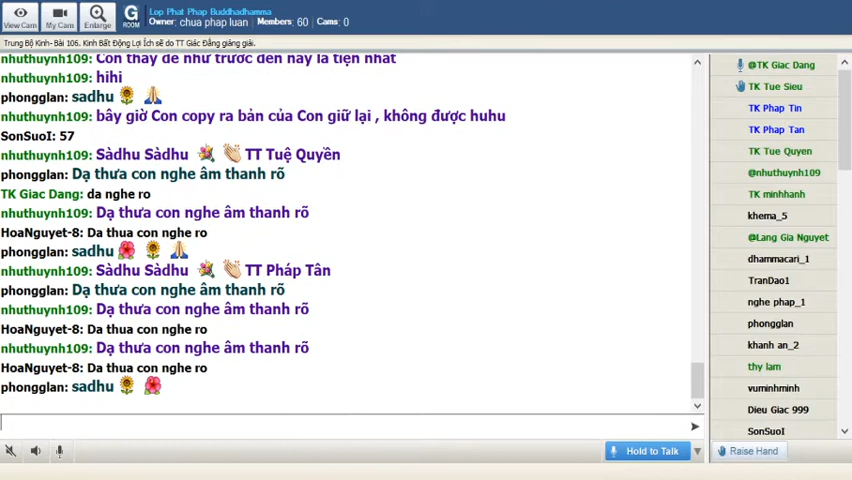 View Cam
My Cam
Enlarge
G
ROOM
Lop Phat Phap Buddhadhamma
Owner: chua phap luan Members: 60 Cams: 0
Trung Bộ Kinh- Bài 106. Kinh Bất Động Lợi Ích sẽ do TT Giác Đẳng giảng giải.
nhuthuynh109: Con thấy để như trước đến nay là tiện nhất
nhuthuynh109: hihi
phongglan: sadhu 🌻 🙏
nhuthuynh109: bây giờ Con copy ra bản của Con giữ lại , không được huhu
SonSuoI: 57
nhuthuynh109: Sàdhu Sàdhu 💐 👏 TT Tuệ Quyền
phongglan: Dạ thưa con nghe âm thanh rõ
TK Giac Dang: da nghe ro
nhuthuynh109: Dạ thưa con nghe âm thanh rõ
HoaNguyet-8: Da thua con nghe ro
phongglan: sadhu 🌺 🌻 🙏
nhuthuynh109: Sàdhu Sàdhu 💐 👏 TT Pháp Tân
phongglan: Dạ thưa con nghe âm thanh rõ
nhuthuynh109: Dạ thưa con nghe âm thanh rõ
HoaNguyet-8: Da thua con nghe ro
nhuthuynh109: Dạ thưa con nghe âm thanh rõ
HoaNguyet-8: Da thua con nghe ro
phongglan: sadhu 🌻 🌺
@TK Giac Dang
TK Tue Sieu
TK Phap Tin
TK Phap Tan
TK Tue Quyen
@nhuthuynh109
TK minhhanh
khema_5
@Lang Gia Nguyet
dhammacari_1
TranDao1
nghe phap_1
phongglan
khanh an_2
thy lam
vuminhminh
Dieu Giac 999
SonSuoI
Hold to Talk
Raise Hand